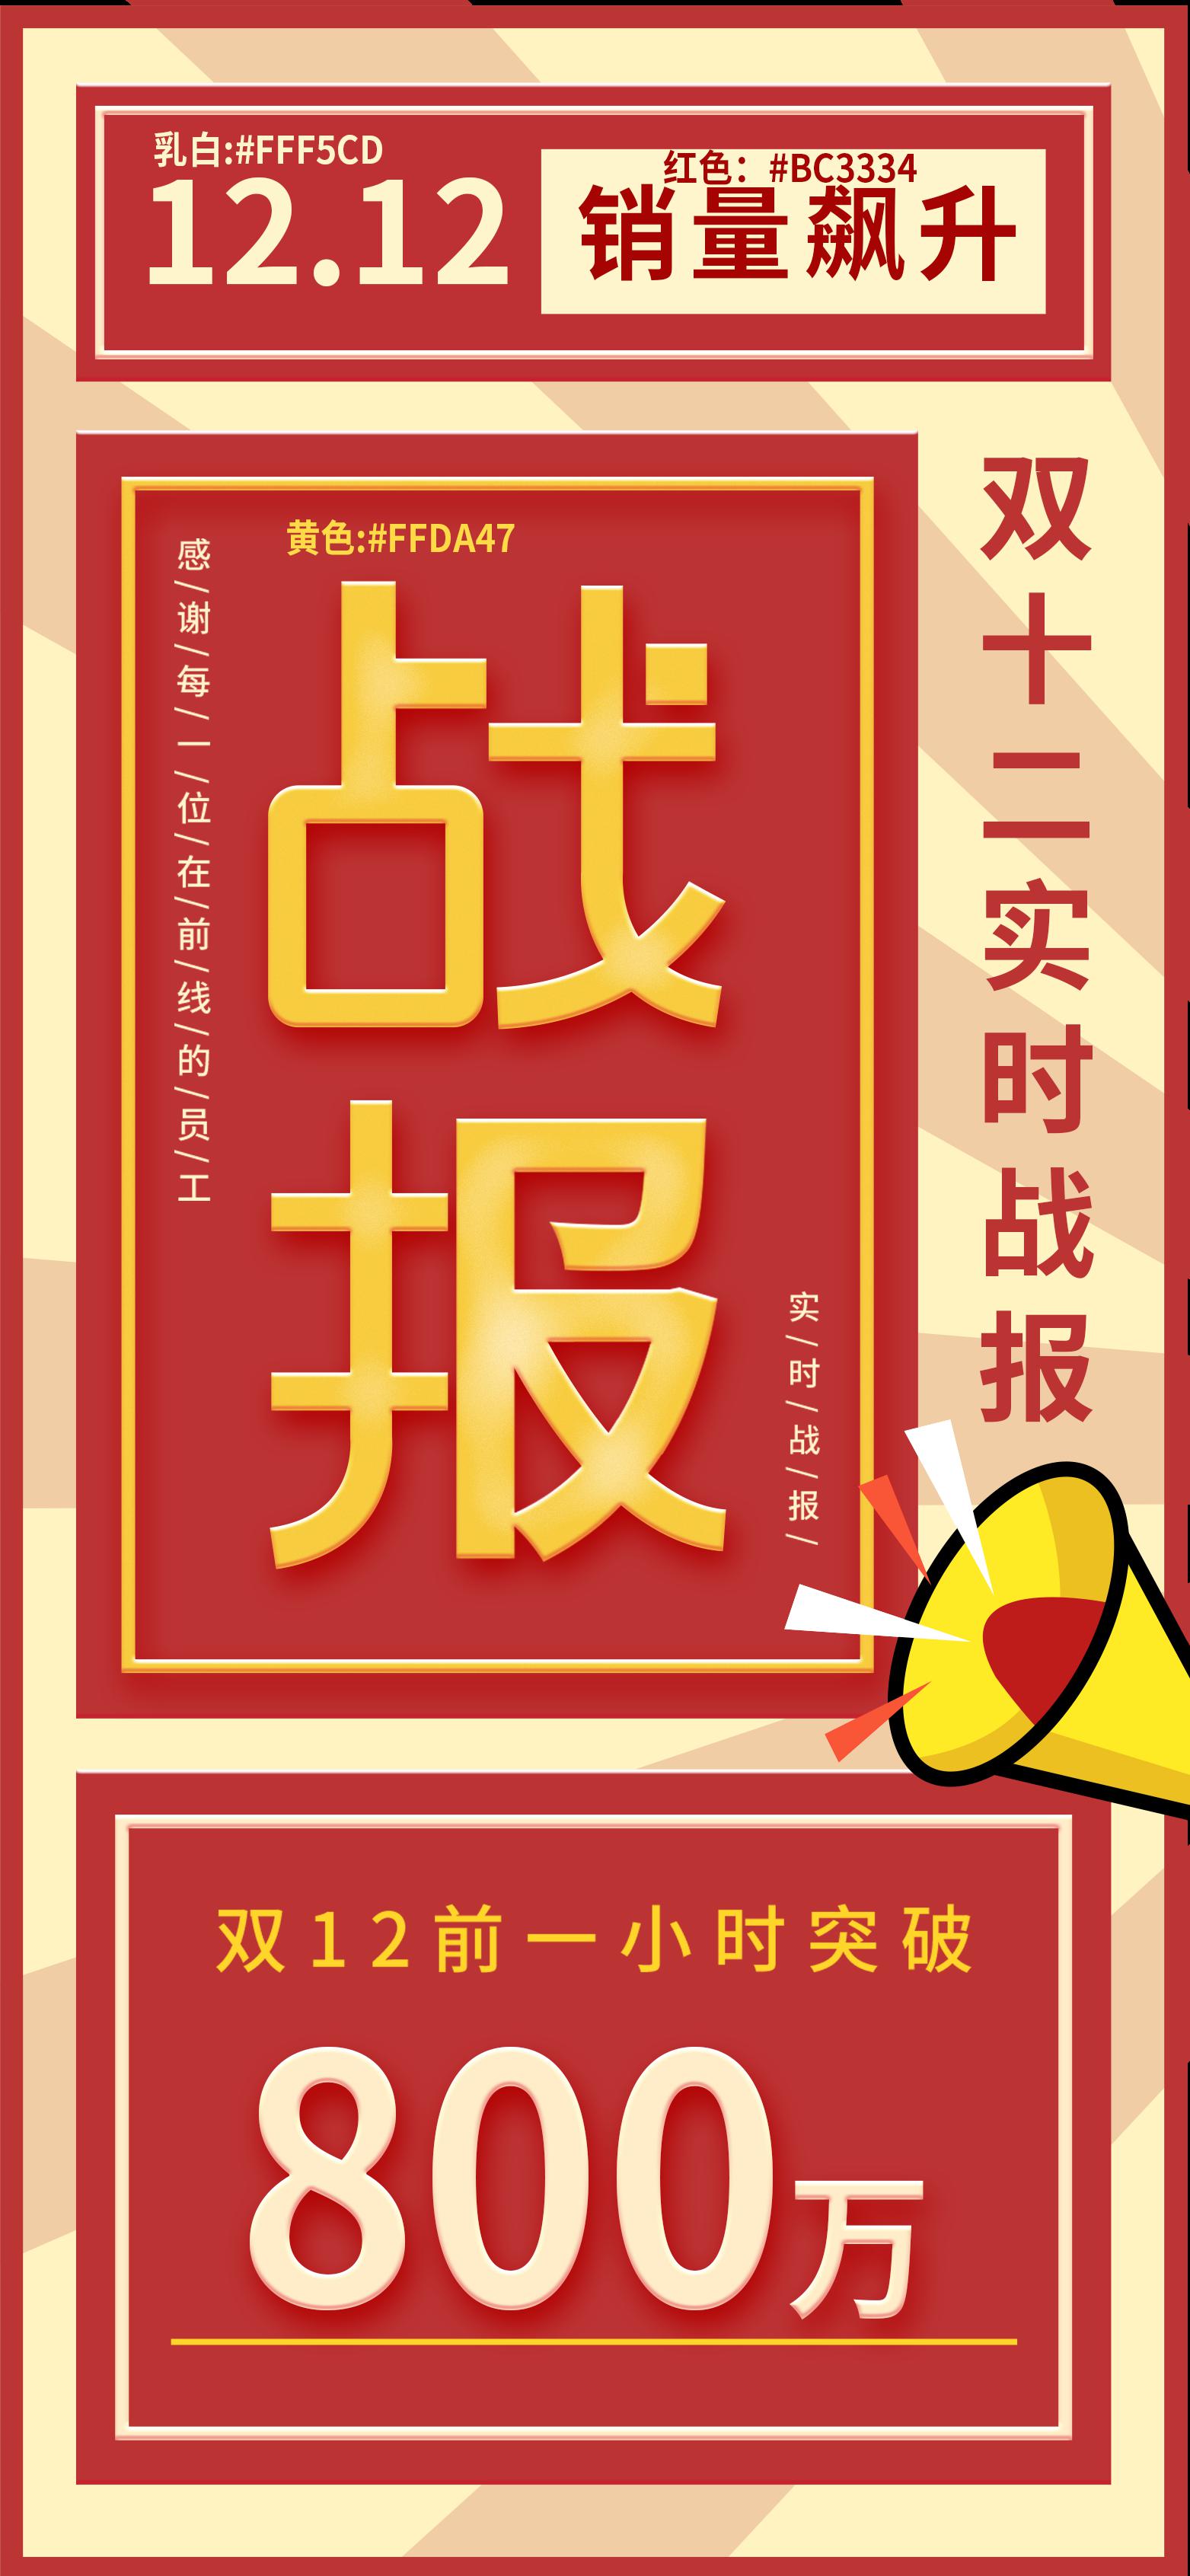 乳白:#FFF5CD
12.12
红色：#BC3334
销量飙升
双十二实时战报
黄色:#FFDA47
感/谢/每/一/位/在/前/线/的/员/工
战报
实/时/战/报/
双12前一小时突破
800万